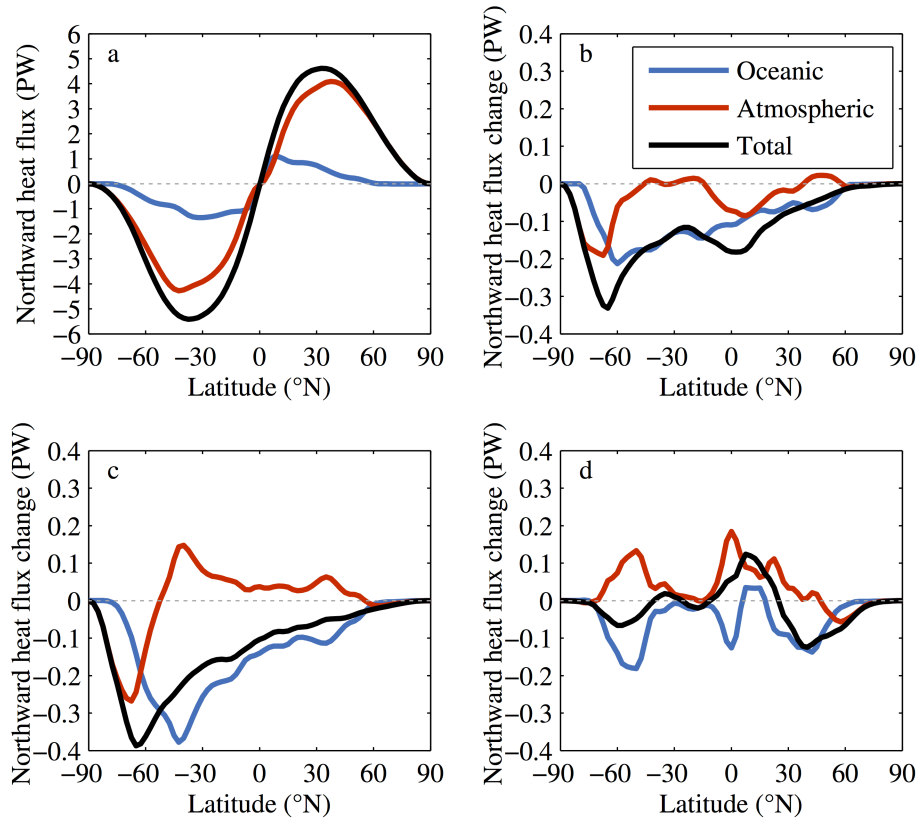 a
Northward heat flux (PW)
6
5
4
3
2
1
0
−1
−2
−3
−4
−5
−6
−90 −60 −30 0 30 60 90
Latitude (°N)
b
Northward heat flux change (PW)
0.4
0.3
0.2
0.1
0
−0.1
−0.2
−0.3
−0.4
Oceanic
Atmospheric
Total
−90 −60 −30 0 30 60 90
Latitude (°N)
c
Northward heat flux change (PW)
0.4
0.3
0.2
0.1
0
−0.1
−0.2
−0.3
−0.4
−90 −60 −30 0 30 60 90
Latitude (°N)
d
Northward heat flux change (PW)
0.4
0.3
0.2
0.1
0
−0.1
−0.2
−0.3
−0.4
−90 −60 −30 0 30 60 90
Latitude (°N)